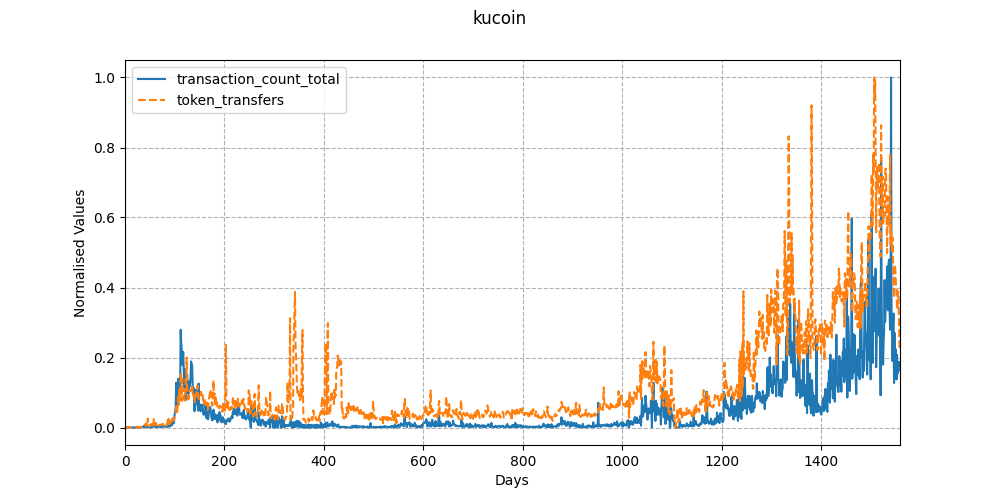 kucoin
transaction_count_total
token_transfers
Normalised Values
1.0
0.8
0.6
0.4
0.2
0.0
0 200 400 600 800 1000 1200 1400
Days